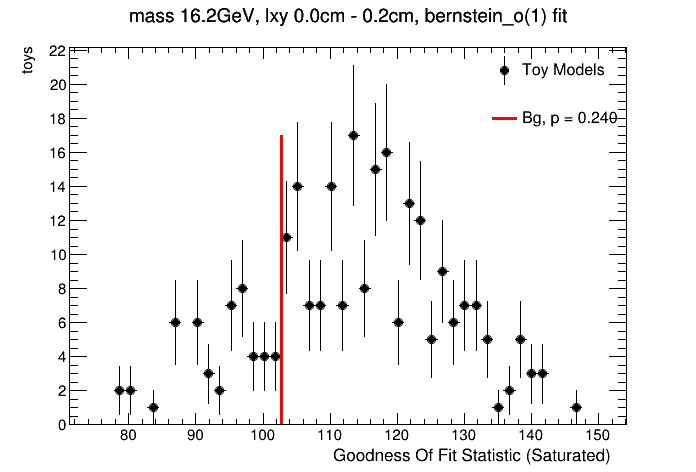 mass 16.2GeV, lxy 0.0cm - 0.2cm, bernstein_o(1) fit
toys
22
20
18
16
14
12
10
8
6
4
2
0
Toy Models
Bg, p = 0.240
80 90 100 110 120 130 140 150
Goodness Of Fit Statistic (Saturated)